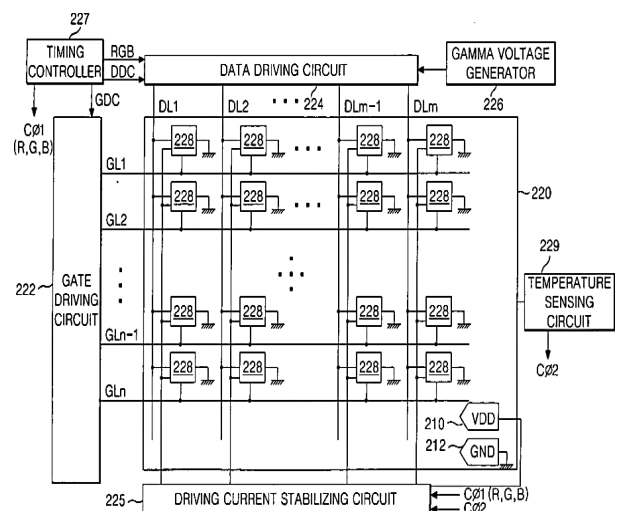 227
TIMING
CONTROLLER
RGB
DDC
DATA DRIVING CIRCUIT
GAMMA VOLTAGE
GENERATOR
226
GDC
CØ1
(R,G,B)
DL1 DL2 224 DLm-1 DLm
228 228 228 228
GL1
220
228 228 228 228
GL2
222
GATE
DRIVING
CIRCUIT
229
TEMPERATURE
SENSING
CIRCUIT
228 228 228 228
GLn-1
CØ2
228 228 228 228
GLn
210 VDD
212 GND
225 DRIVING CURRENT STABILIZING CIRCUIT
CØ1 (R,G,B)
CØ2